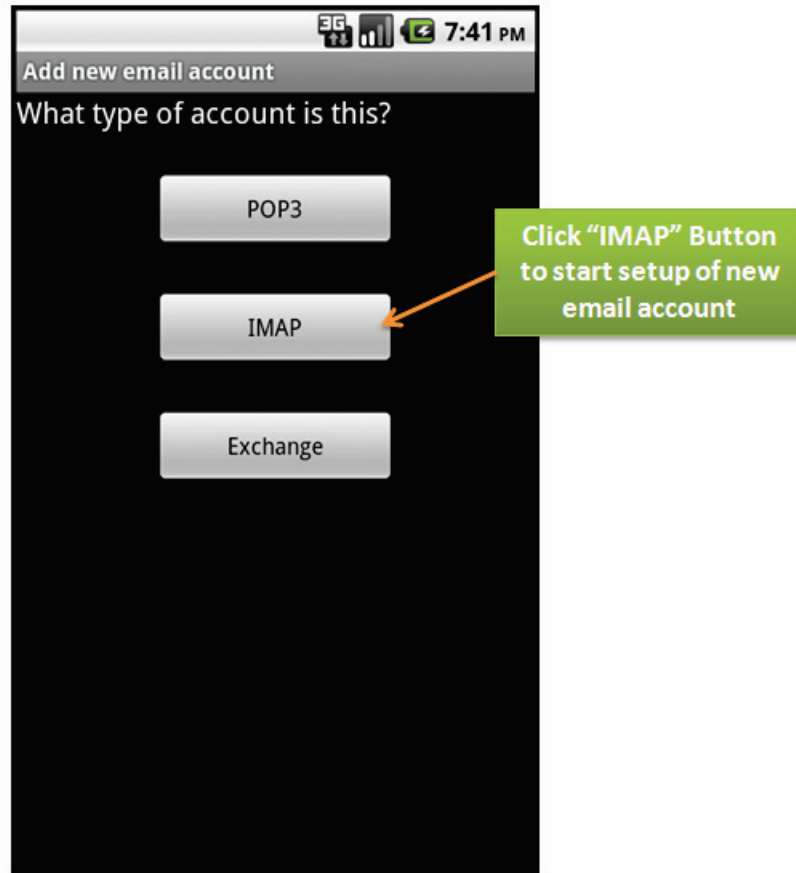 3G 7:41 PM
Add new email account
What type of account is this?
POP3
IMAP
Exchange
Click “IMAP” Button
to start setup of new
email account